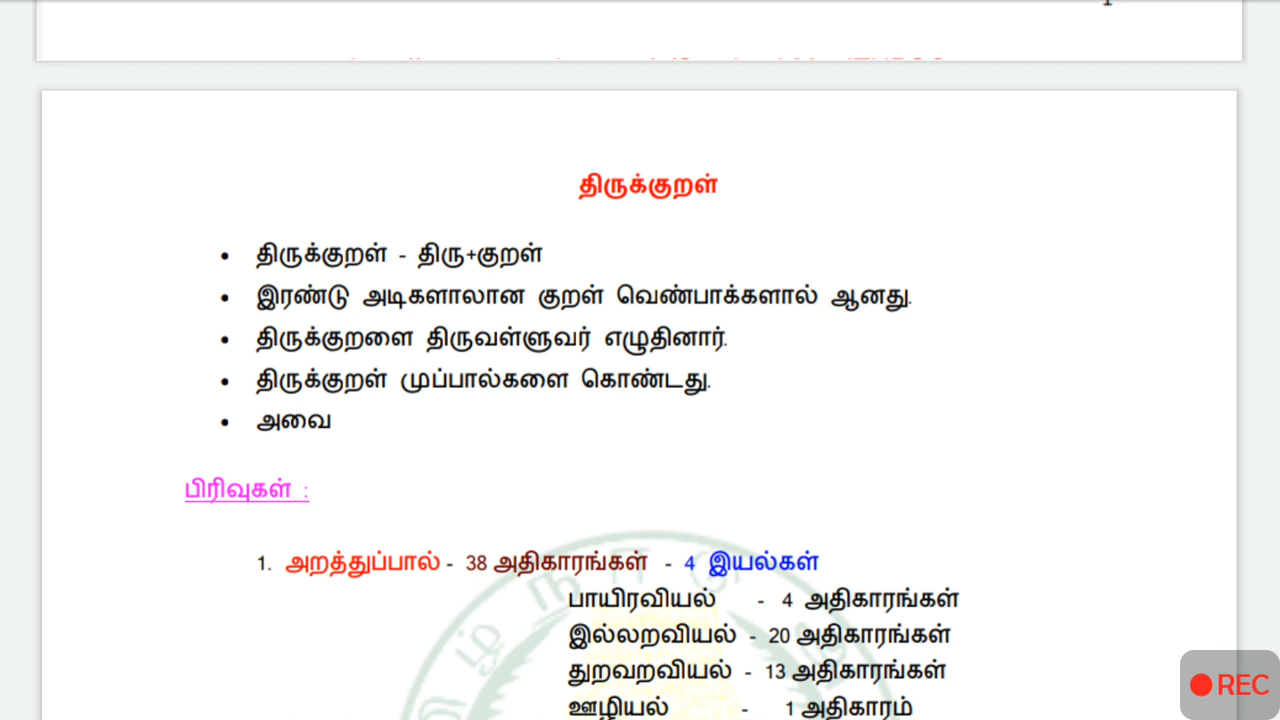 திருக்குறள்
• திருக்குறள் - திரு+குறள்
• இரண்டு அடிகளாலான குறள் வெண்பாக்களால் ஆனது.
• திருக்குறளை திருவள்ளுவர் எழுதினார்.
• திருக்குறள் முப்பால்களை கொண்டது.
• அவை
பிரிவுகள் :
1. அறத்துப்பால் - 38 அதிகாரங்கள் - 4 இயல்கள்
பாயிரவியல் - 4 அதிகாரங்கள்
இல்லறவியல் - 20 அதிகாரங்கள்
துறவறவியல் - 13 அதிகாரங்கள்
ஊழியல் - 1 அதிகாரம்
REC